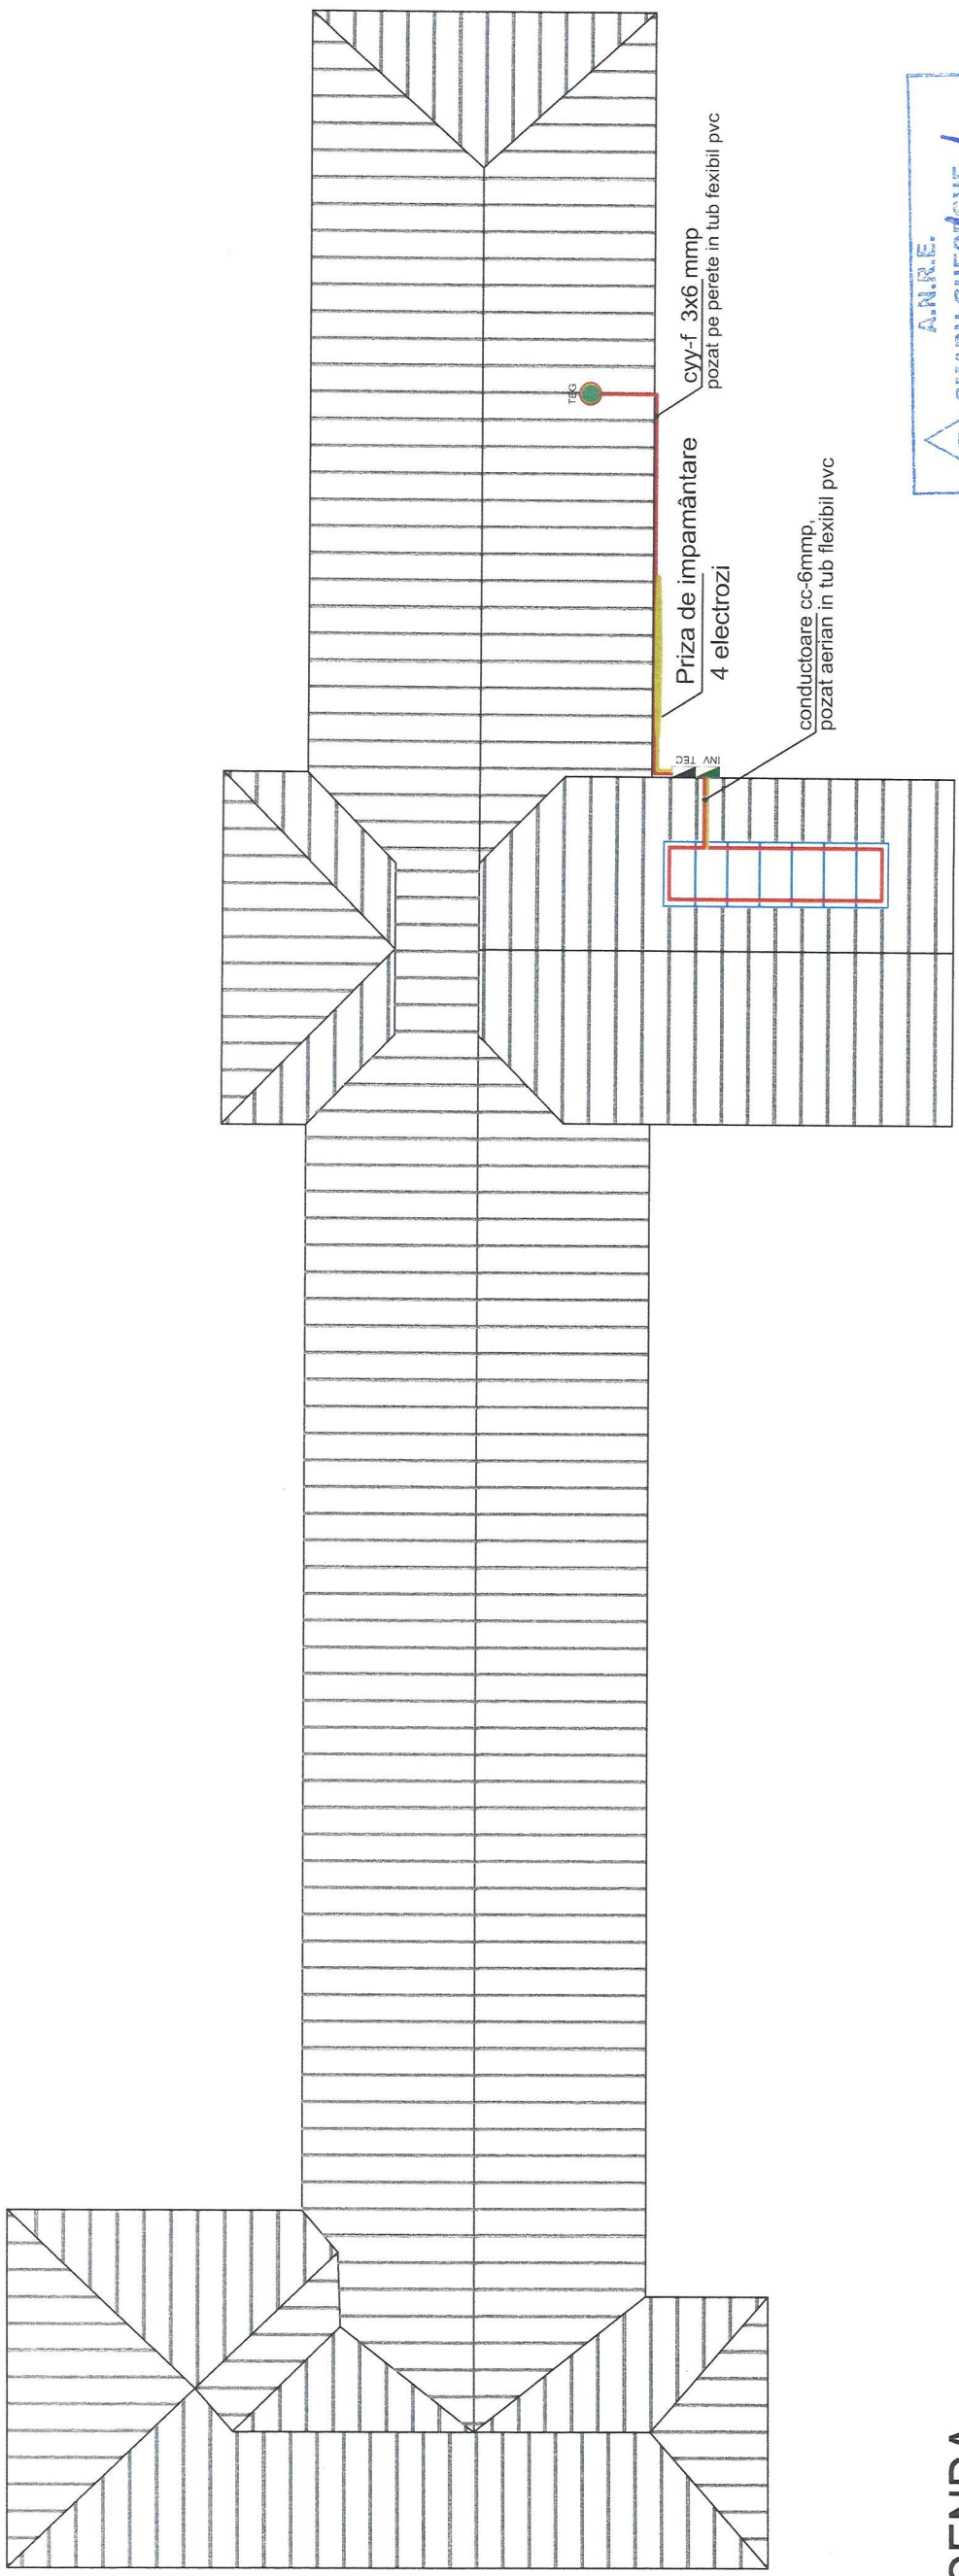 TEG
cyy-f 3x6 mmp
pozat pe perete in tub fexibil pvc
Priza de impamântare
4 electrozi
INV TEC
conductoare cc-6mmp,
pozat aerian in tub flexibil pvc
A.N.R.E.